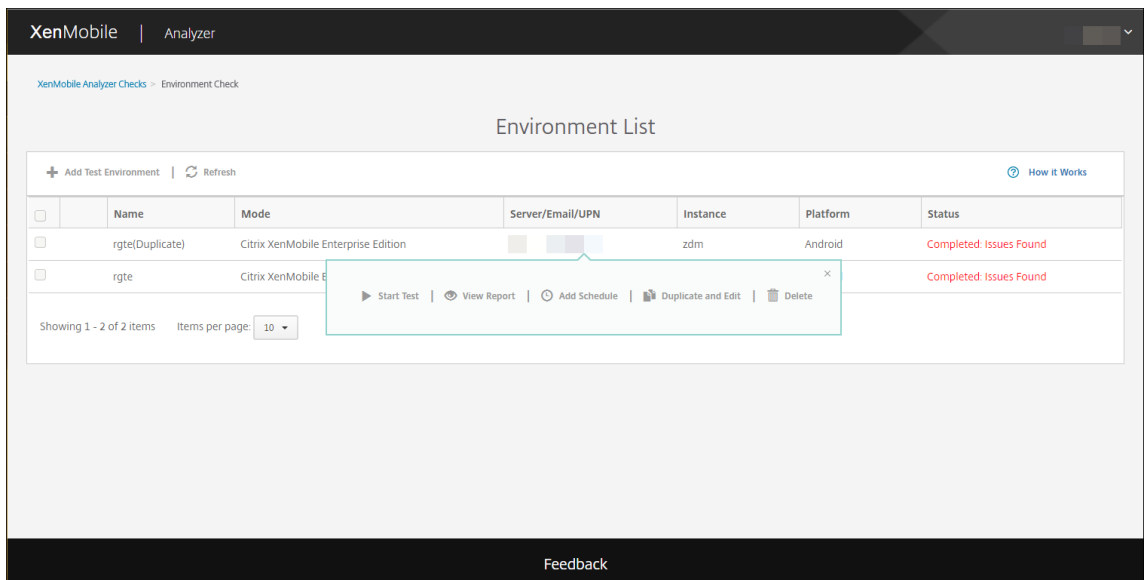 XenMobile | Analyzer
XenMobile Analyzer Checks > Environment Check
Environment List
Add Test Environment | Refresh How it Works
Name Mode Server/Email/UPN Instance Platform Status
rgte(Duplicate) Citrix XenMobile Enterprise Edition zdm Android Completed: Issues Found
rgte Citrix XenMobile E Completed: Issues Found
Start Test | View Report | Add Schedule | Duplicate and Edit | Delete
Showing 1 - 2 of 2 items Items per page: 10
Feedback